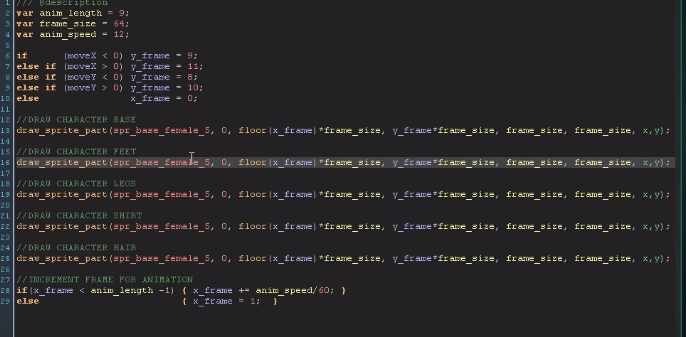 1 /// @description
2 var anim_length = 9;
3 var frame_size = 64;
4 var anim_speed = 12;
5
6 if (moveX < 0) y_frame = 9;
7 else if (moveX > 0) y_frame = 11;
8 else if (moveY < 0) y_frame = 8;
9 else if (moveY > 0) y_frame = 10;
10 else x_frame = 0;
11
12 //DRAW CHARACTER BASE
13 draw_sprite_part(spr_base_female_5, 0, floor(x_frame)*frame_size, y_frame*frame_size, frame_size, frame_size, x,y);
14
15 //DRAW CHARACTER FEET
16 draw_sprite_part(spr_base_female_5, 0, floor(x_frame)*frame_size, y_frame*frame_size, frame_size, frame_size, x,y);
17
18 //DRAW CHARACTER LEGS
19 draw_sprite_part(spr_base_female_5, 0, floor(x_frame)*frame_size, y_frame*frame_size, frame_size, frame_size, x,y);
20
21 //DRAW CHARACTER SHIRT
22 draw_sprite_part(spr_base_female_5, 0, floor(x_frame)*frame_size, y_frame*frame_size, frame_size, frame_size, x,y);
23
24 //DRAW CHARACTER HAIR
25 draw_sprite_part(spr_base_female_5, 0, floor(x_frame)*frame_size, y_frame*frame_size, frame_size, frame_size, x,y);
26
27 //INCREMENT FRAME FOR ANIMATION
28 if(x_frame < anim_length -1) { x_frame += anim_speed/60; }
29 else { x_frame = 1; }